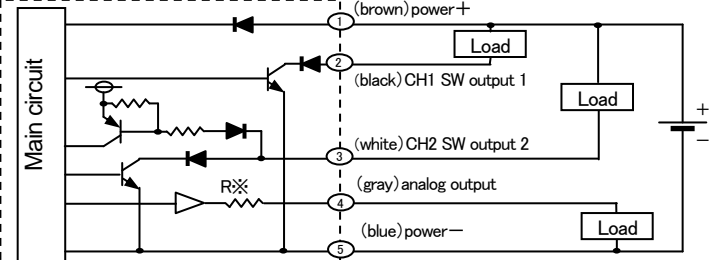 (brown)power+
1
Load
2
(black)CH1 SW output 1
Load
Main circuit
+
−
(white)CH2 SW output 2
3
R※
(gray)analog output
4
Load
(blue)power−
5